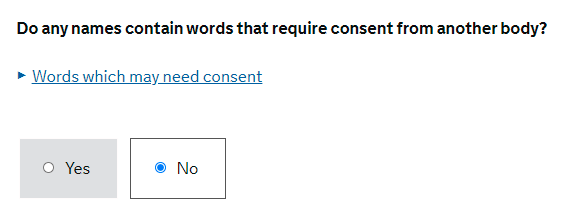 Do any names contain words that require consent from another body?
Words which may need consent
Yes No